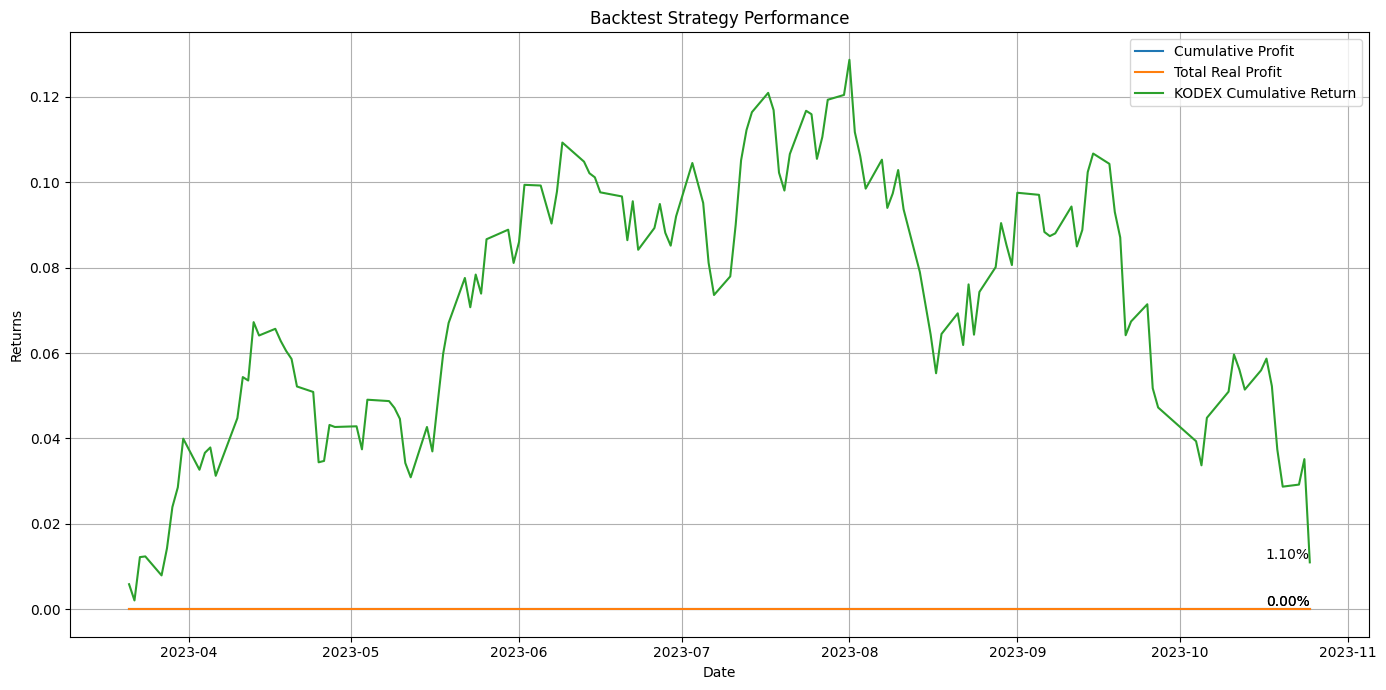 Backtest Strategy Performance
Cumulative Profit
Total Real Profit
KODEX Cumulative Return
Returns
0.12
0.10
0.08
0.06
0.04
0.02
0.00
1.10%
0.00%
2023-04
2023-05
2023-06
2023-07
2023-08
2023-09
2023-10
2023-11
Date